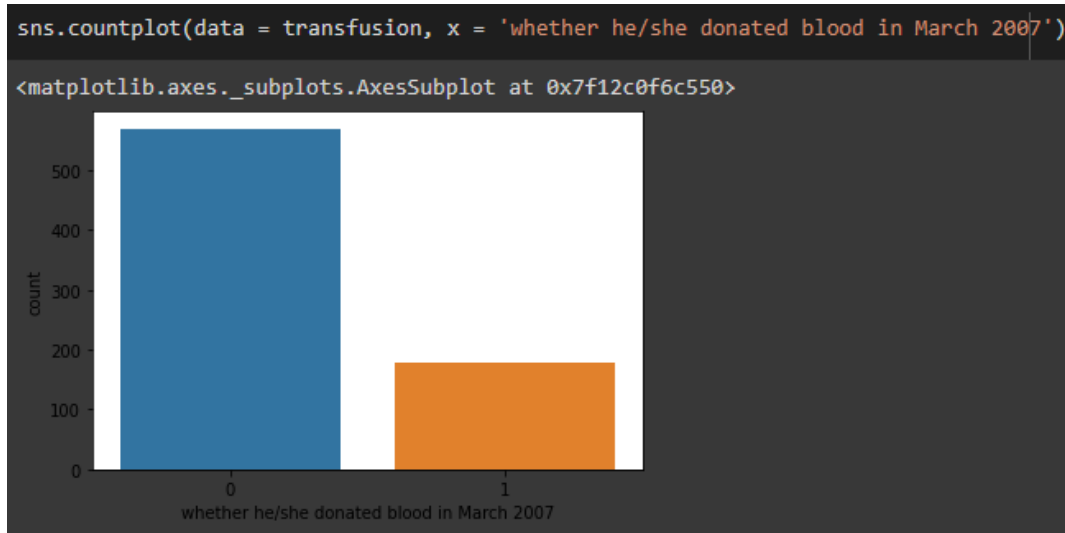 sns.countplot(data = transfusion, x = 'whether he/she donated blood in March 2007')
<matplotlib.axes._subplots.AxesSubplot at 0x7f12c0f6c550>
500
400
300
200
100
0
count
0 1
whether he/she donated blood in March 2007